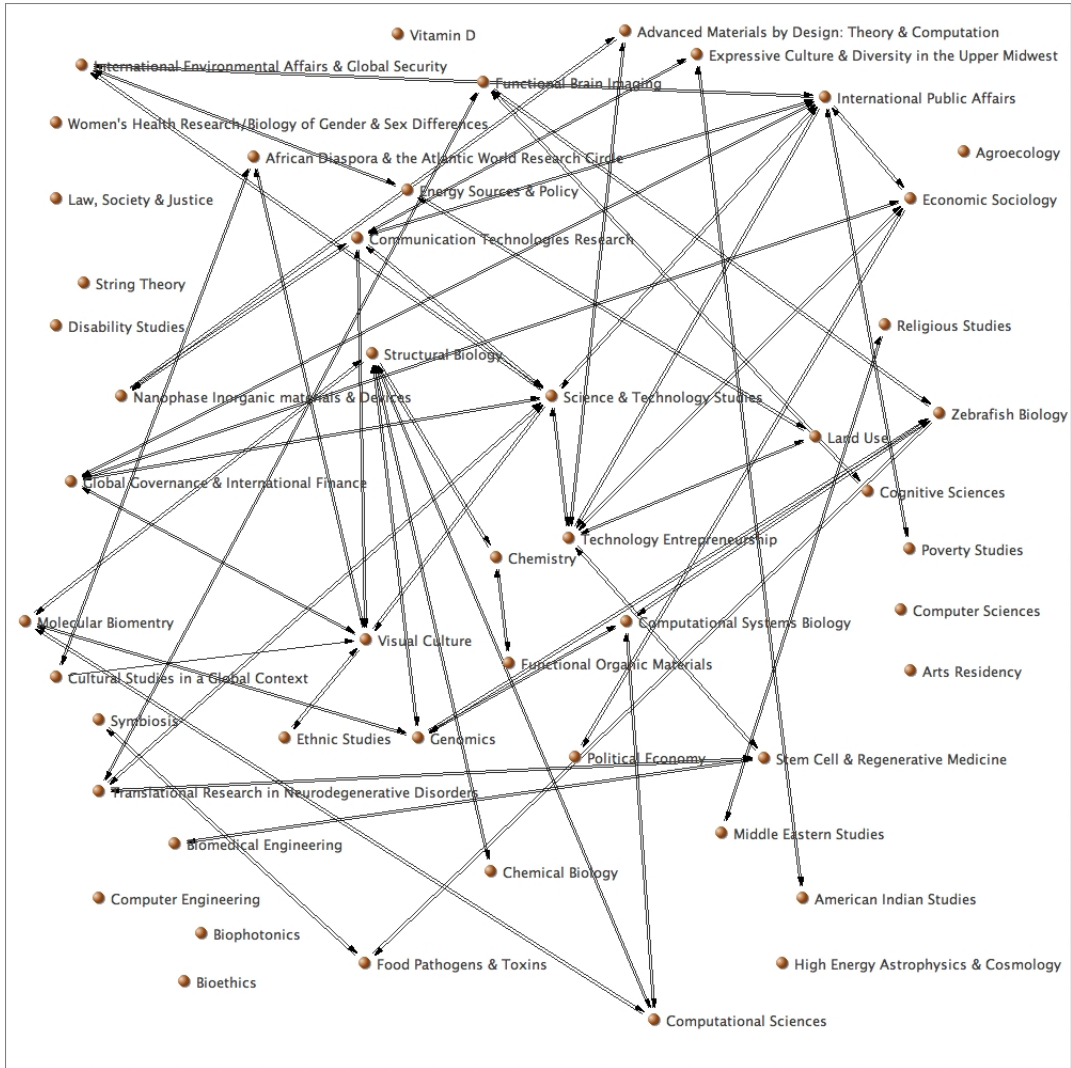 Advanced Materials by Design: Theory & Computation
Vitamin D
Expressive Culture & Diversity in the Upper Midwest
International Environmental Affairs & Global Security
Functional Brain Imaging
International Public Affairs
Women's Health Research/Biology of Gender & Sex Differences
Agroecology
African Diaspora & the Atlantic World Research Circle
Energy Sources & Policy
Law, Society & Justice
Economic Sociology
Communication Technologies Research
String Theory
Disability Studies
Religious Studies
Structural Biology
Nanophase Inorganic materials & Devices
Science & Technology Studies
Zebrafish Biology
Land Use
Global Governance & International Finance
Cognitive Sciences
Technology Entrepreneurship
Poverty Studies
Chemistry
Computer Sciences
Molecular Biomentry
Computational Systems Biology
Visual Culture
Functional Organic Materials
Arts Residency
Cultural Studies in a Global Context
Symbiosis
Ethnic Studies
Genomics
Political Economy
Stem Cell & Regenerative Medicine
Translational Research in Neurodegenerative Disorders
Middle Eastern Studies
Biomedical Engineering
Chemical Biology
Computer Engineering
American Indian Studies
Biophotonics
Food Pathogens & Toxins
High Energy Astrophysics & Cosmology
Bioethics
Computational Sciences